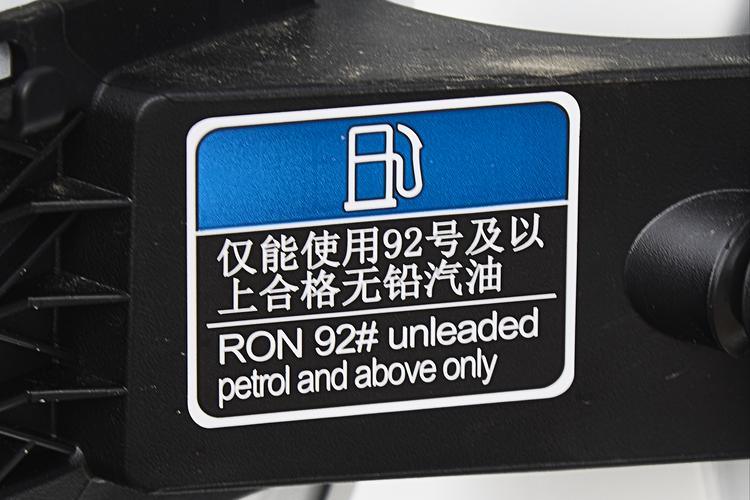 仅能使用92号及以
上合格无铅汽油
RON 92# unleaded
petrol and above only